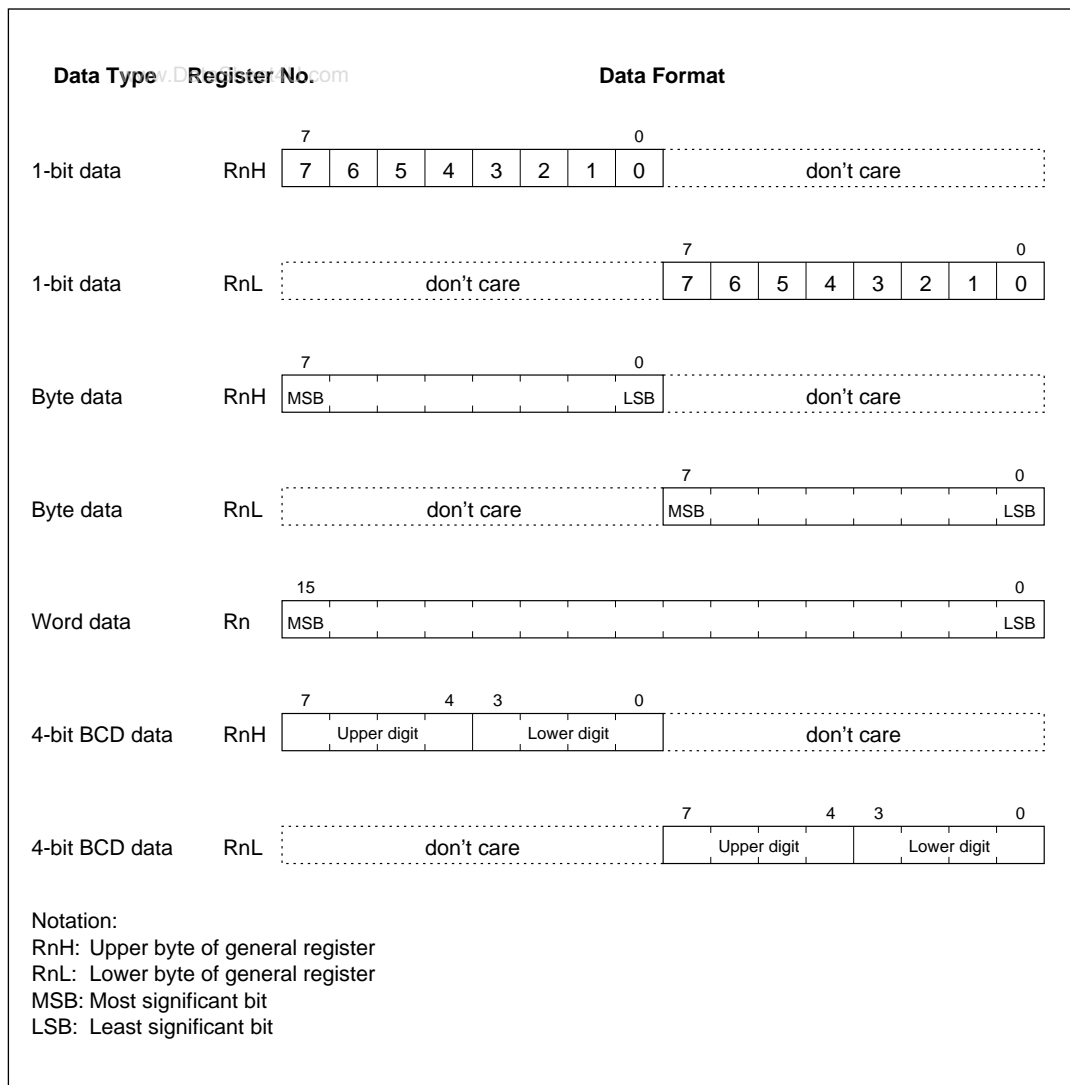 www.DataSheet4U.com
Data Type Register No. Data Format
7 0
1-bit data RnH 7 6 5 4 3 2 1 0 don't care
7 0
1-bit data RnL don't care 7 6 5 4 3 2 1 0
7 0
Byte data RnH MSB LSB don't care
7 0
Byte data RnL don't care MSB LSB
15 0
Word data Rn MSB LSB
7 4 3 0
4-bit BCD data RnH Upper digit Lower digit don't care
7 4 3 0
4-bit BCD data RnL don't care Upper digit Lower digit
Notation:
RnH: Upper byte of general register
RnL: Lower byte of general register
MSB: Most significant bit
LSB: Least significant bit